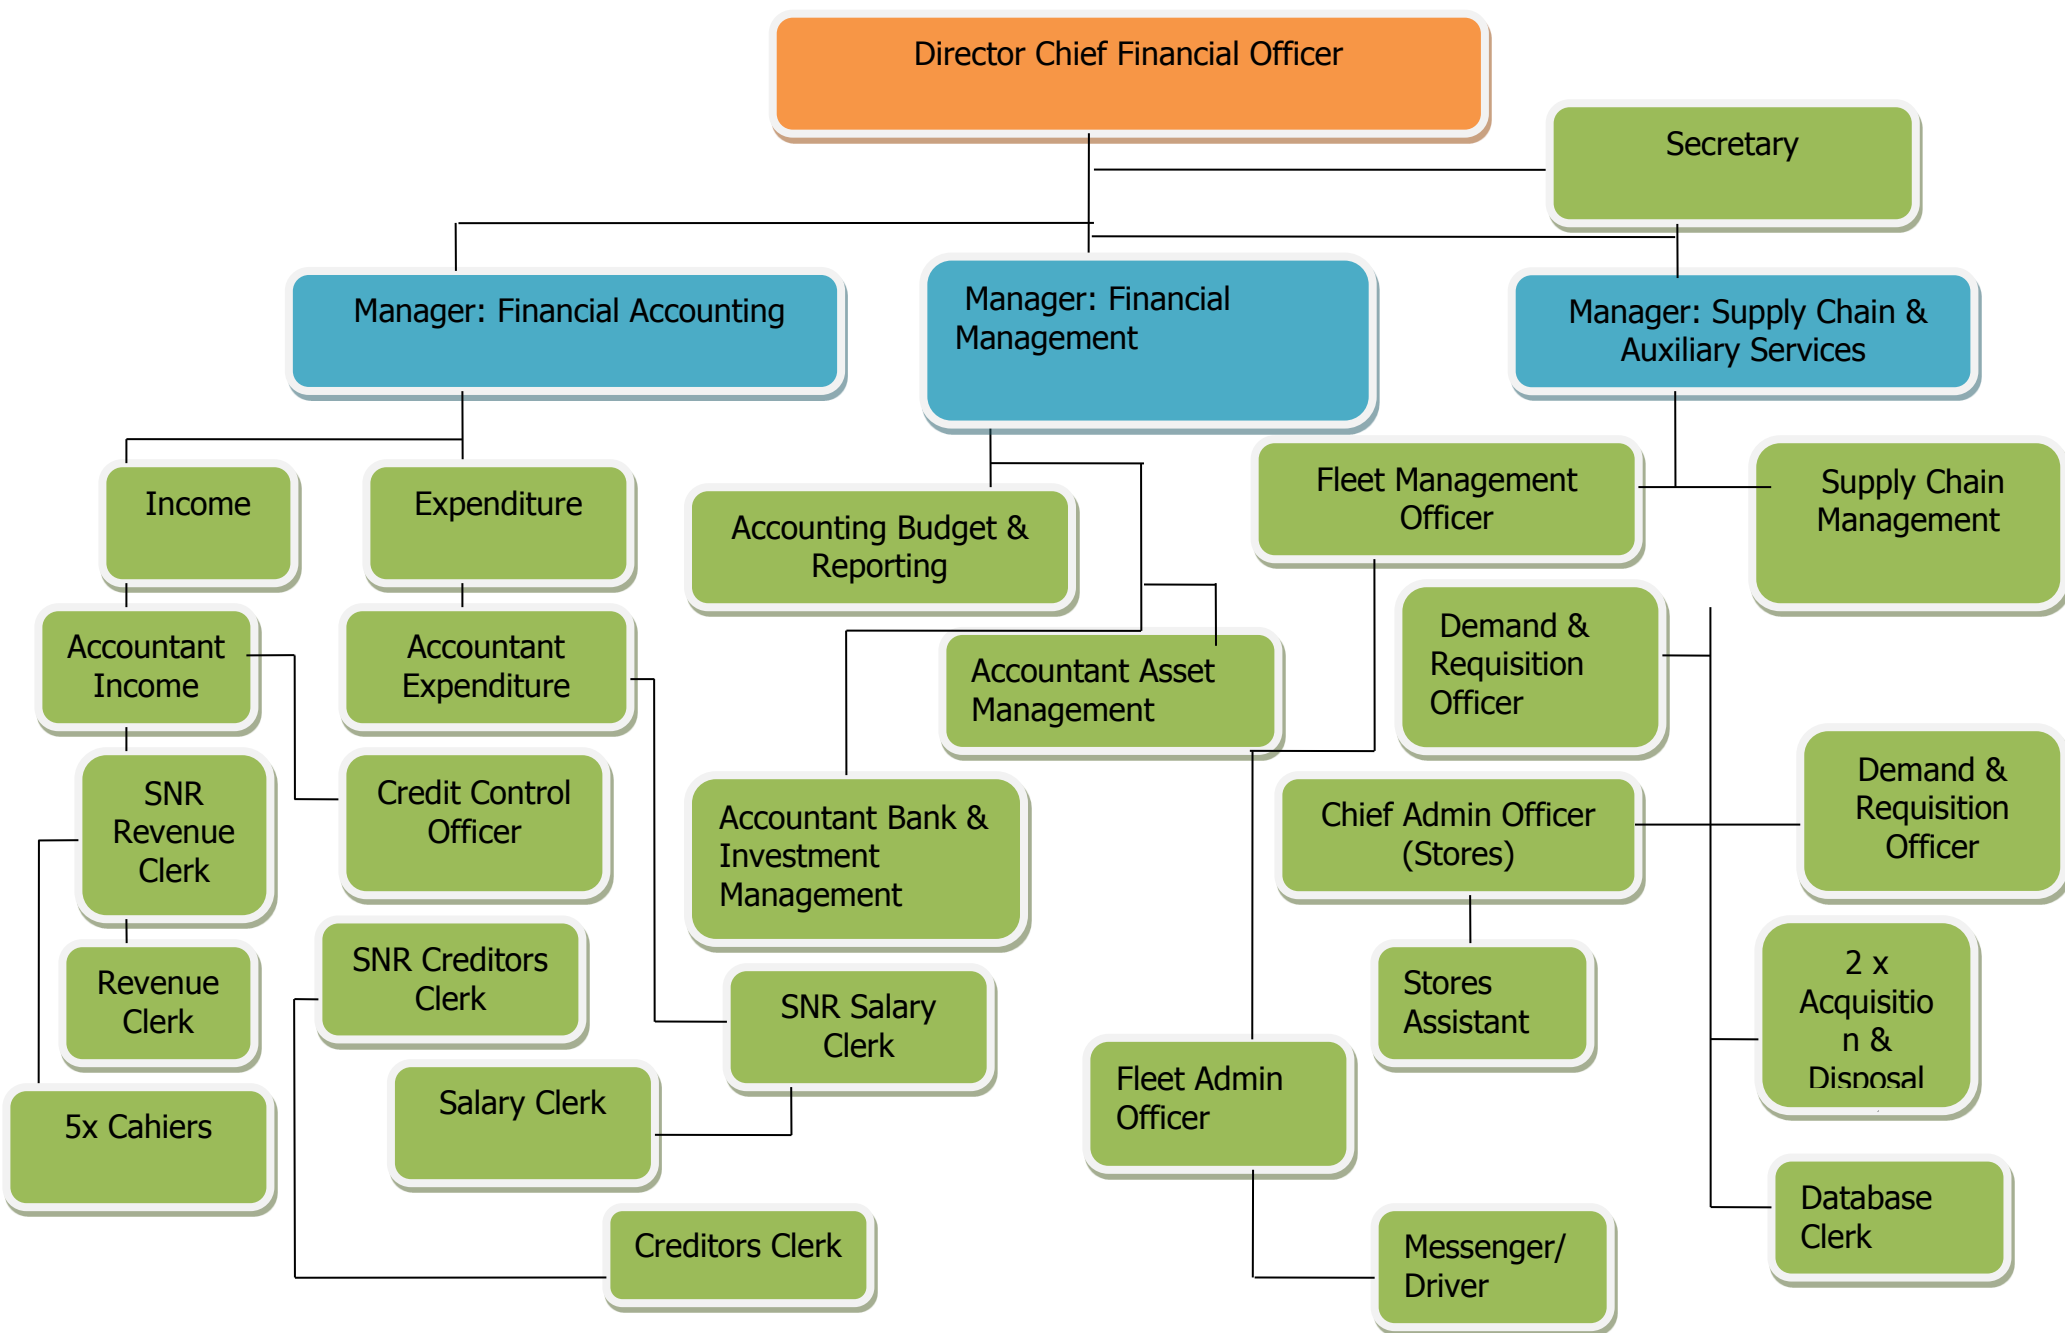 Director Chief Financial Officer
Secretary
Manager: Financial Accounting
Manager: Financial
Management
Manager: Supply Chain &
Auxiliary Services
Income
Expenditure
Accounting Budget &
Reporting
Fleet Management
Officer
Supply Chain
Management
Accountant
Income
Accountant
Expenditure
Accountant Asset
Management
Demand &
Requisition
Officer
SNR
Revenue
Clerk
Credit Control
Officer
Accountant Bank &
Investment
Management
Chief Admin Officer
(Stores)
Demand &
Requisition
Officer
Revenue
Clerk
SNR Creditors
Clerk
SNR Salary
Clerk
Stores
Assistant
2 x
Acquisitio
n &
Disposal
5x Cahiers
Salary Clerk
Fleet Admin
Officer
Creditors Clerk
Messenger/
Driver
Database
Clerk